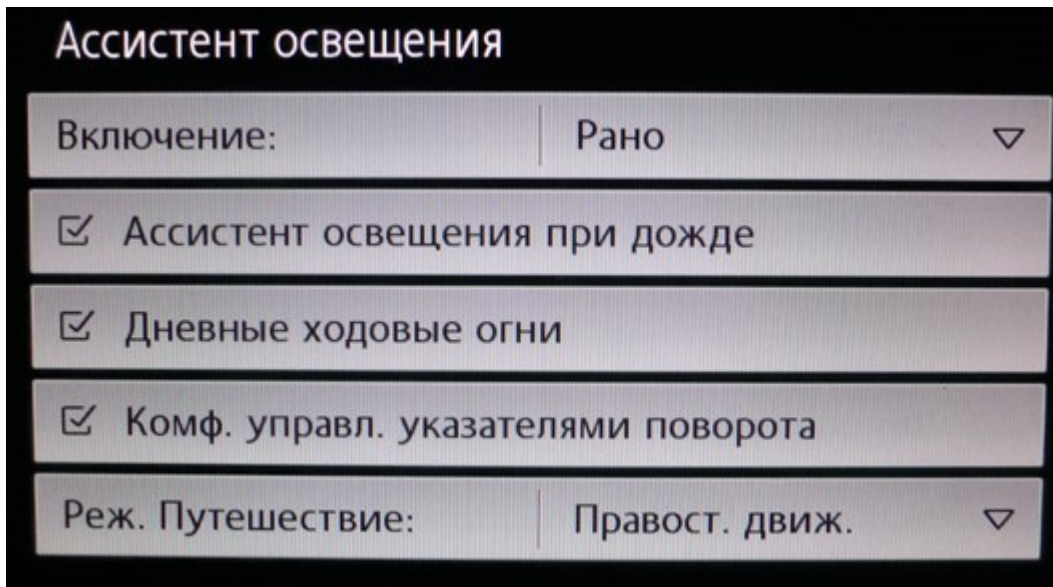 Ассистент освещения
Включение: Рано
Ассистент освещения при дожде
Дневные ходовые огни
Комф. управл. указателями поворота
Реж. Путешествие: Правост. движ.